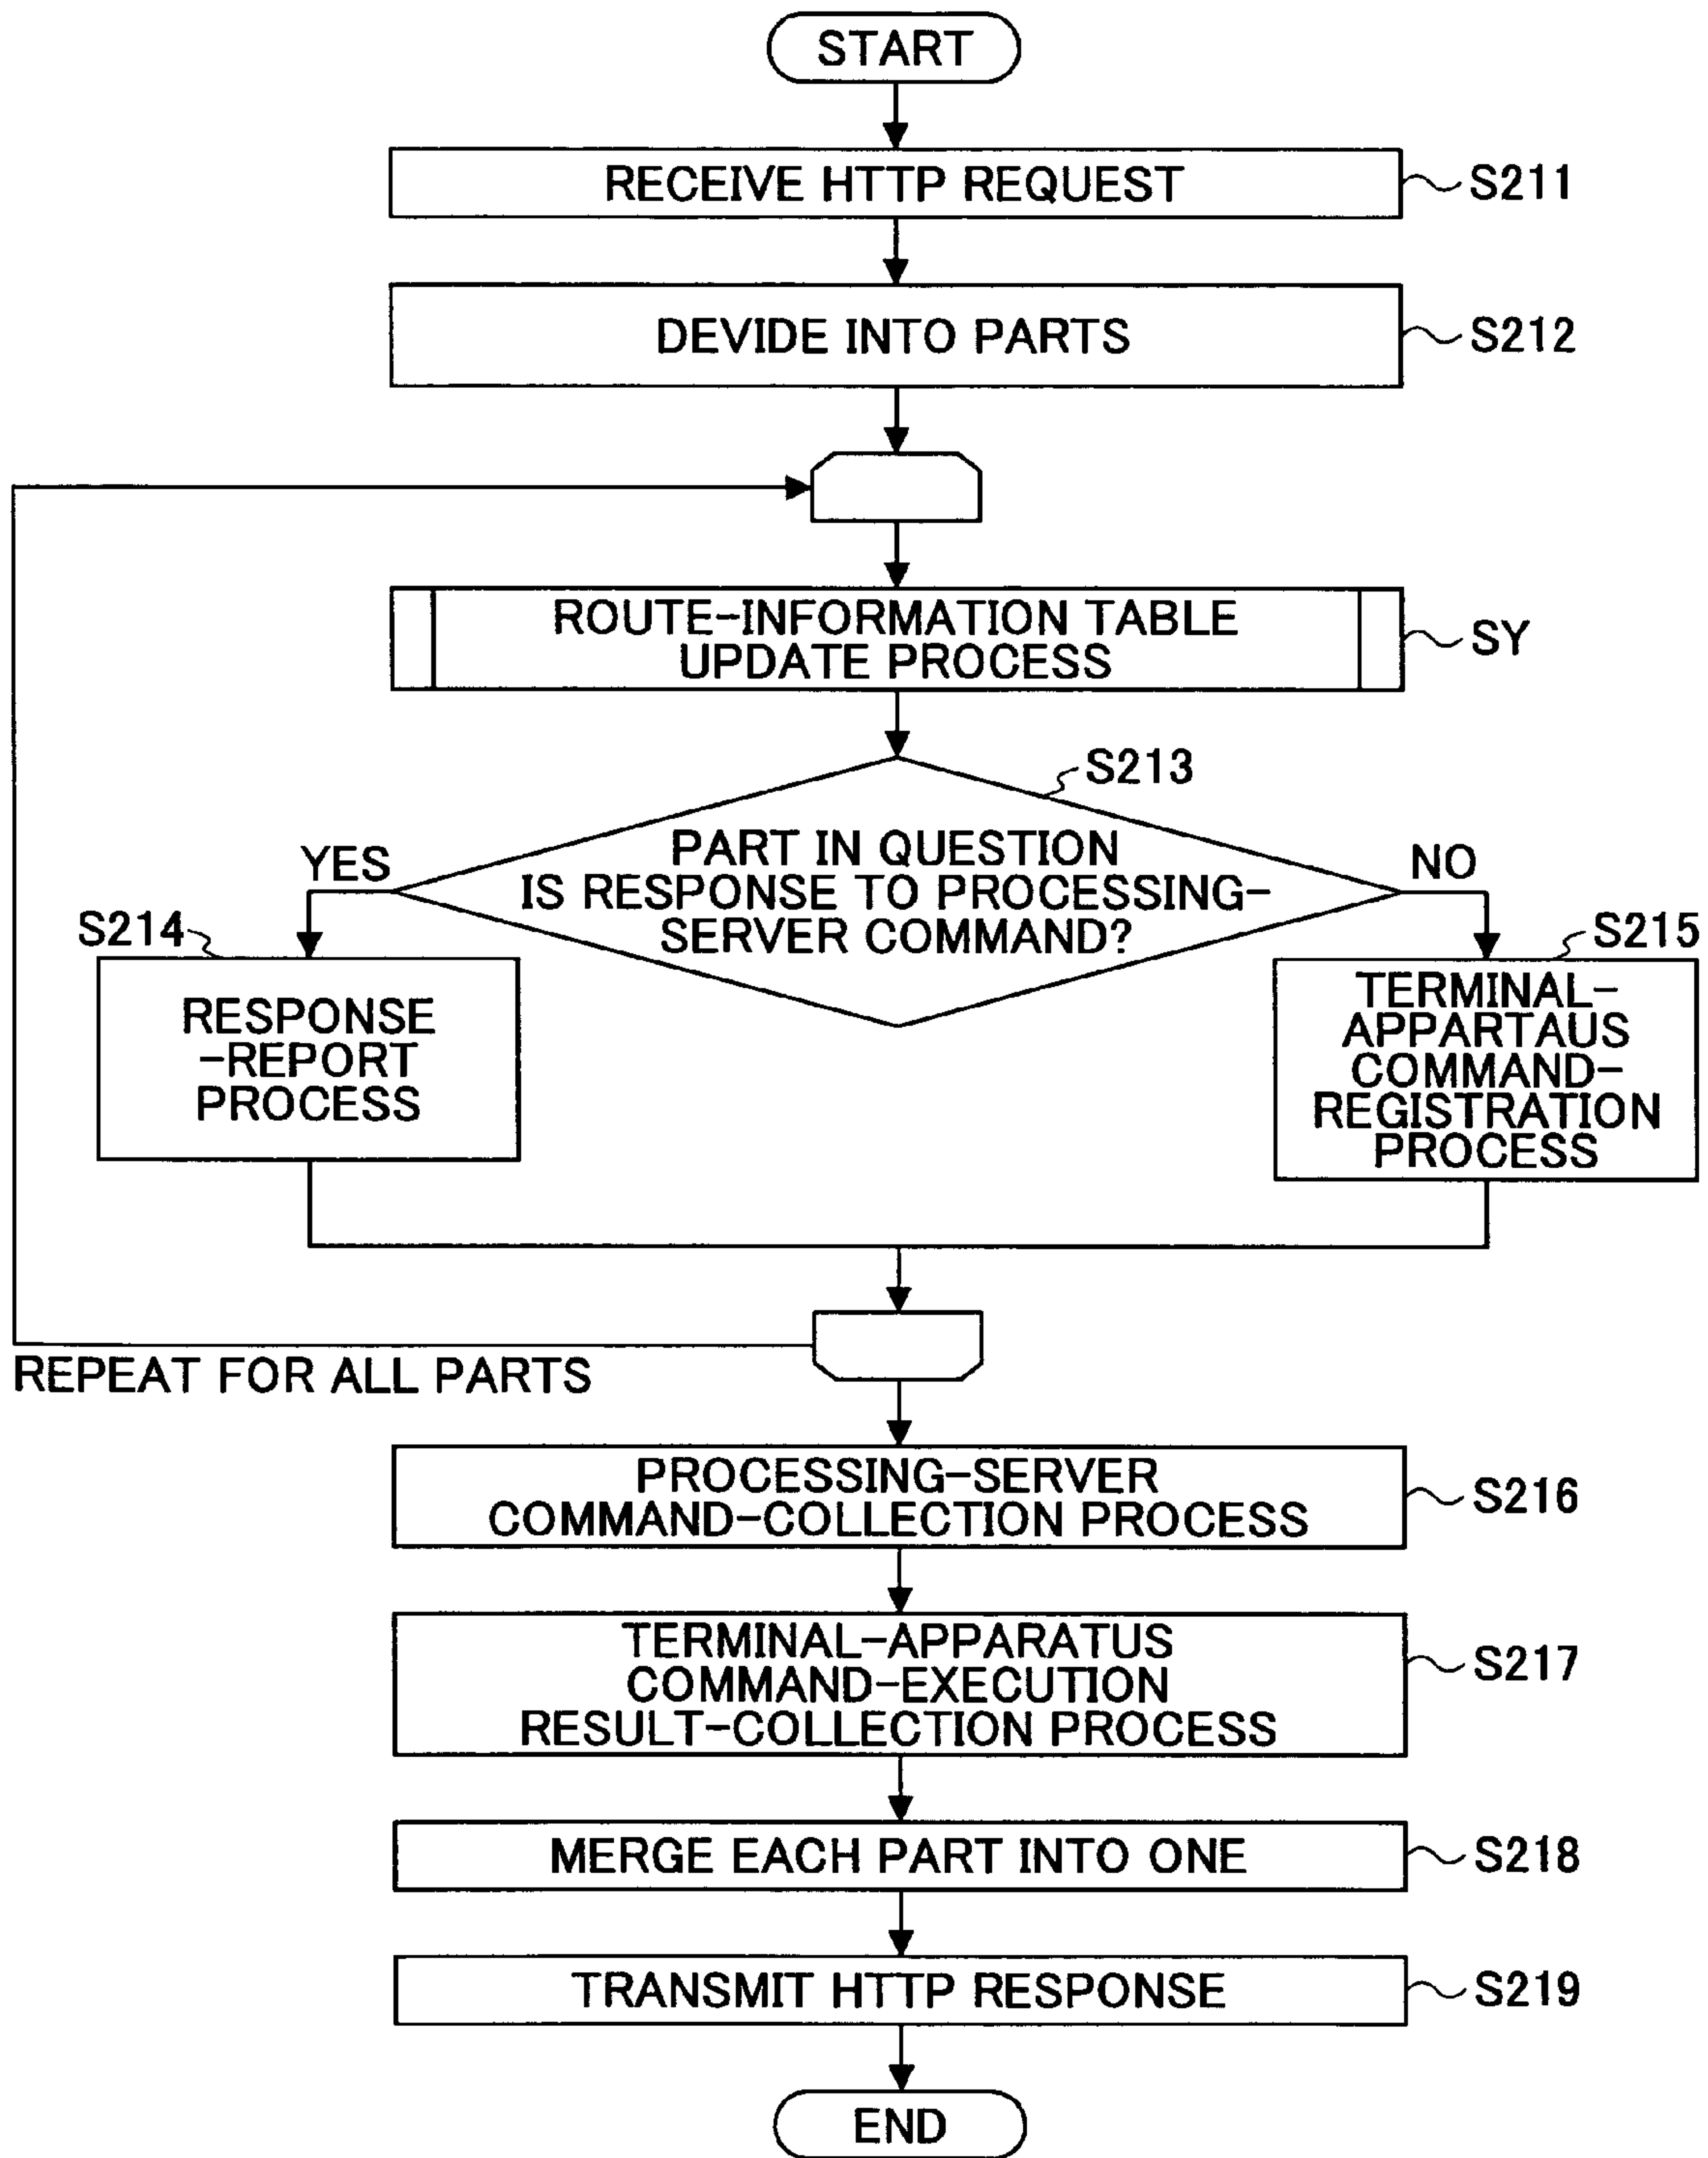 START
RECEIVE HTTP REQUEST
S211
DEVIDE INTO PARTS
S212
ROUTE-INFORMATION TABLE
UPDATE PROCESS
SY
S213
PART IN QUESTION
IS RESPONSE TO PROCESSING-
SERVER COMMAND?
YES
NO
S214
RESPONSE
-REPORT
PROCESS
S215
TERMINAL-
APPARTAUS
COMMAND-
REGISTRATION
PROCESS
REPEAT FOR ALL PARTS
PROCESSING-SERVER
COMMAND-COLLECTION PROCESS
S216
TERMINAL-APPARATUS
COMMAND-EXECUTION
RESULT-COLLECTION PROCESS
S217
MERGE EACH PART INTO ONE
S218
TRANSMIT HTTP RESPONSE
S219
END